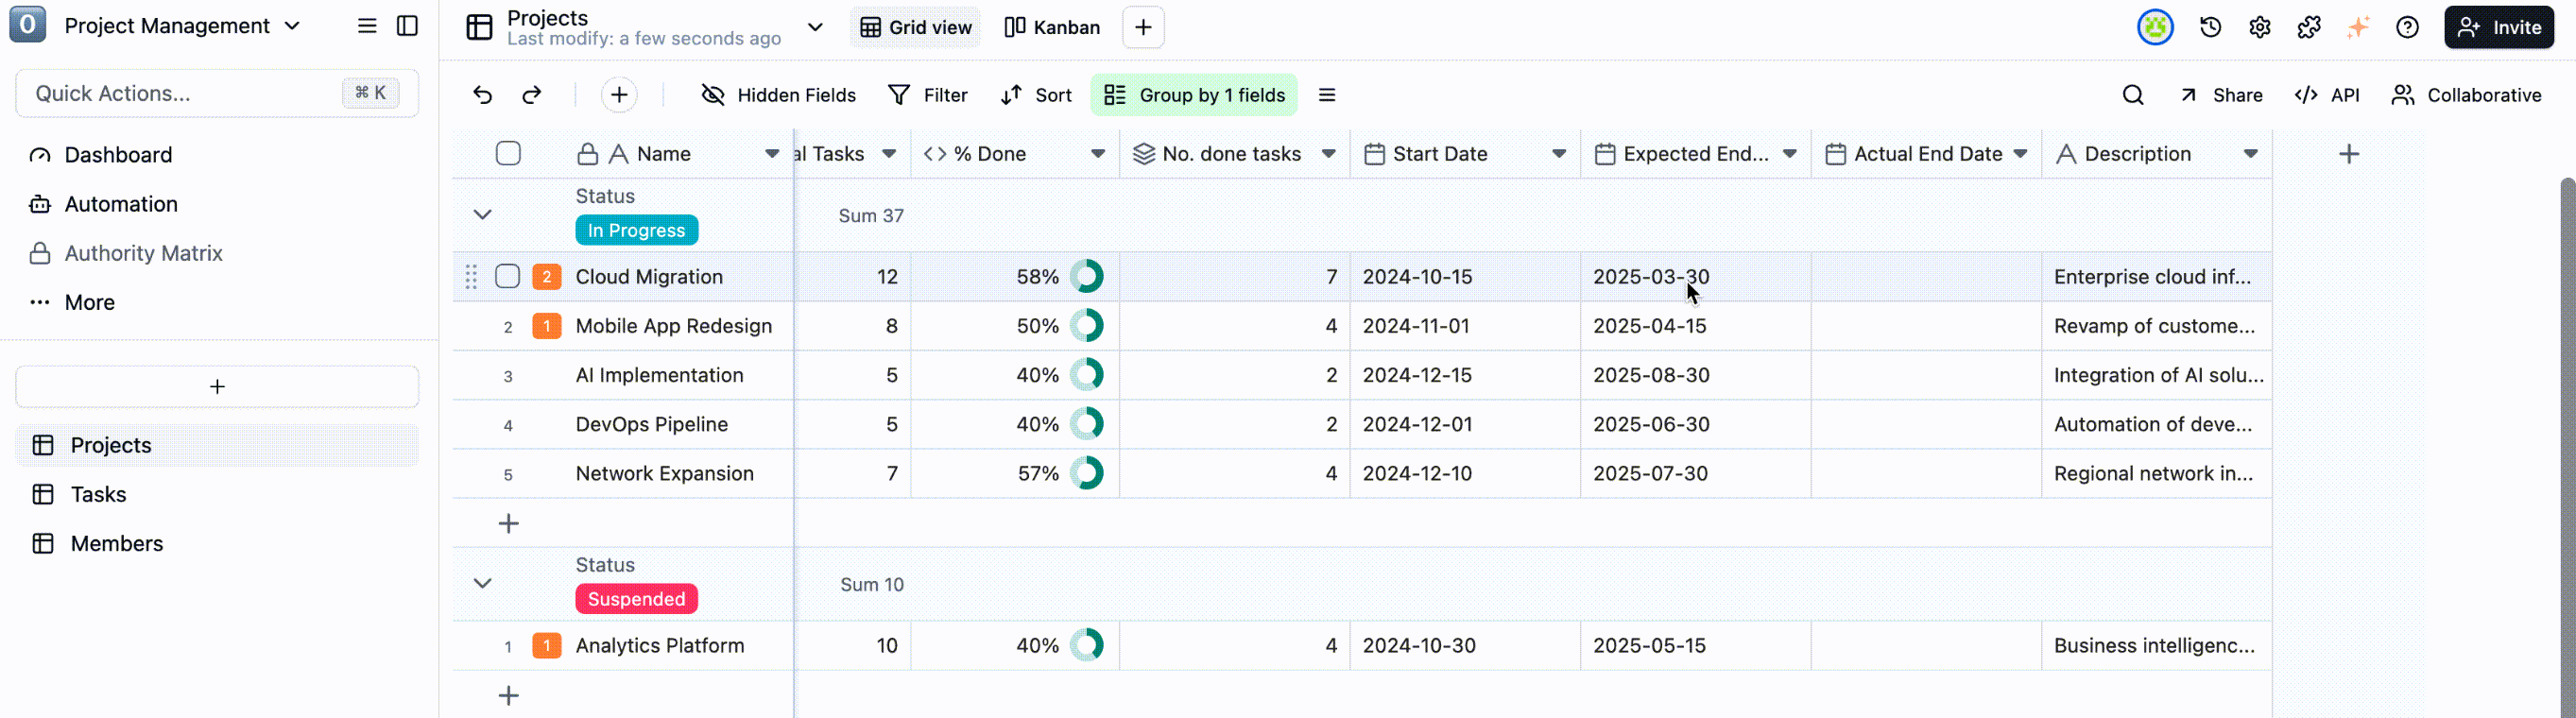 0 Project Management
Quick Actions... ⌘ K
Dashboard
Automation
Authority Matrix
More
Projects
Tasks
Members
Projects
Last modify: a few seconds ago
Grid view
Kanban
Invite
Hidden Fields
Filter
Sort
Group by 1 fields
Share
API
Collaborative
Name al Tasks % Done No. done tasks Start Date Expected End... Actual End Date Description
Status
In Progress
Sum 37
2 Cloud Migration 12 58% 7 2024-10-15 2025-03-30 Enterprise cloud inf...
2 1 Mobile App Redesign 8 50% 4 2024-11-01 2025-04-15 Revamp of custome...
3 AI Implementation 5 40% 2 2024-12-15 2025-08-30 Integration of AI solu...
4 DevOps Pipeline 5 40% 2 2024-12-01 2025-06-30 Automation of deve...
5 Network Expansion 7 57% 4 2024-12-10 2025-07-30 Regional network in...
Status
Suspended
Sum 10
1 1 Analytics Platform 10 40% 4 2024-10-30 2025-05-15 Business intelligenc...